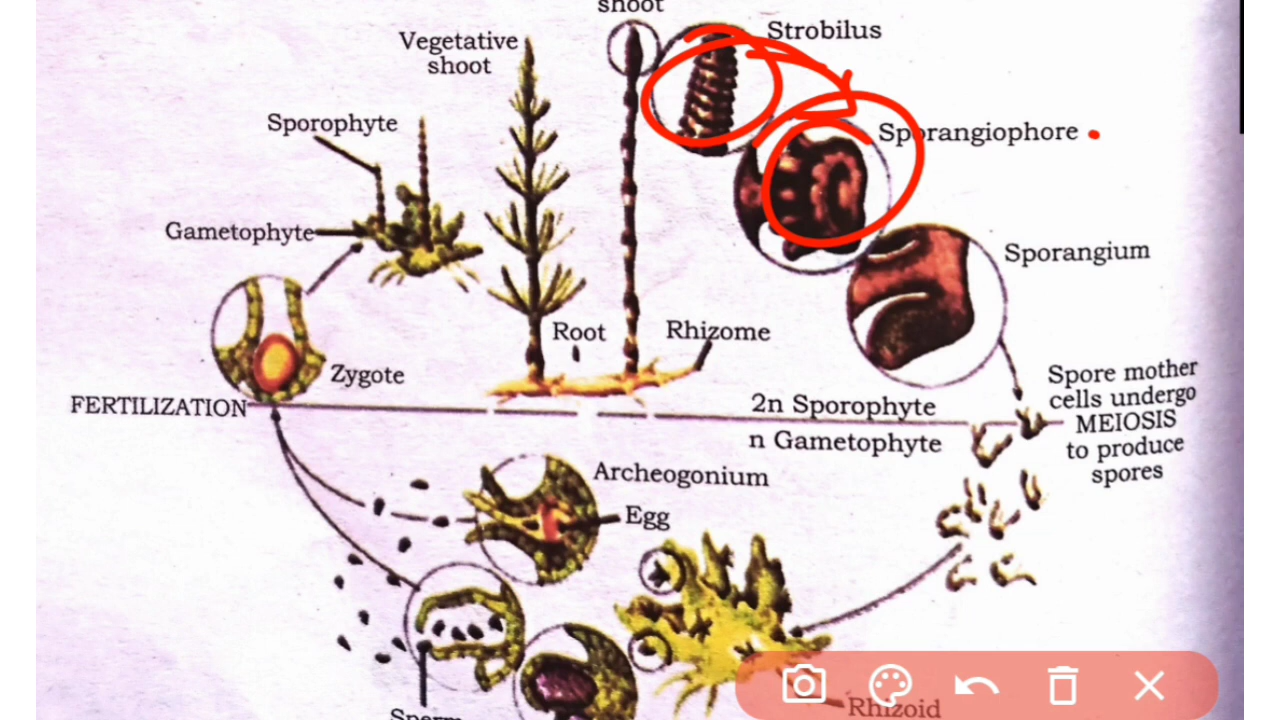 shoot
Strobilus
Vegetative
shoot
Sporophyte
Sporangiophore
Gametophyte
Sporangium
Root
Rhizome
Zygote
Spore mother
cells undergo
MEIOSIS
to produce
spores
FERTILIZATION
2n Sporophyte
n Gametophyte
Archeogonium
Egg
Sperm
Rhizoid